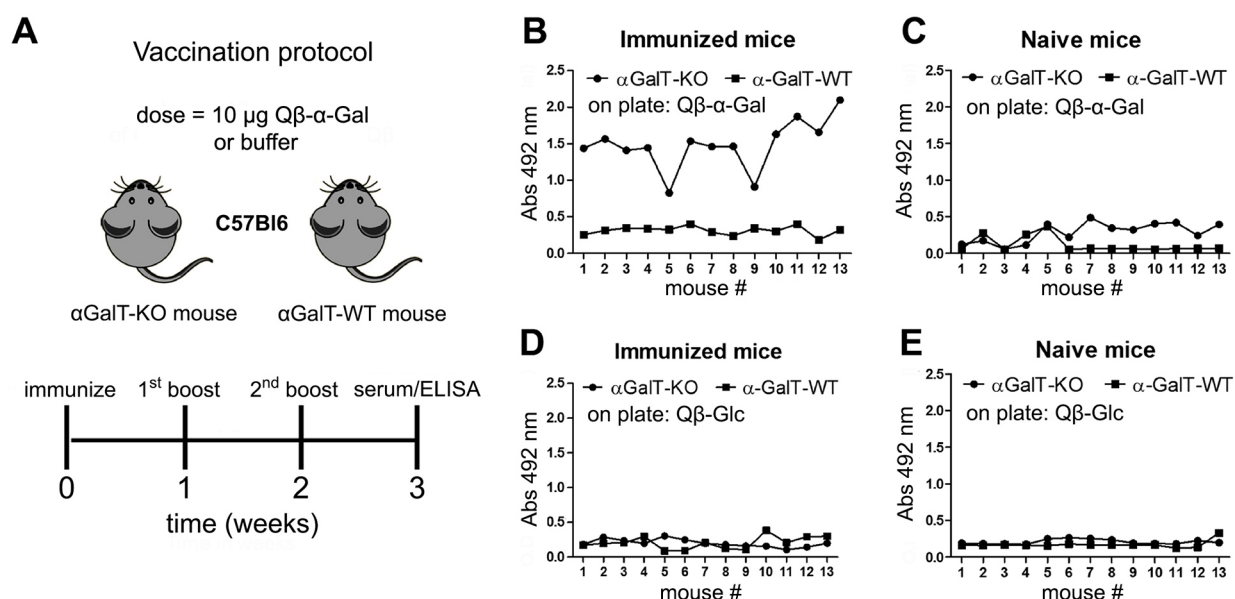 A
Vaccination protocol
dose = 10 µg Qβ-α-Gal
or buffer
C57Bl6
αGalT-KO mouse
αGalT-WT mouse
immunize
1st boost
2nd boost
serum/ELISA
0
1
2
3
time (weeks)
B
Immunized mice
αGalT-KO
α-GalT-WT
on plate: Qβ-α-Gal
Abs 492 nm
2.5
2.0
1.5
1.0
0.5
0.0
1 2 3 4 5 6 7 8 9 10 11 12 13
mouse #
C
Naive mice
αGalT-KO
α-GalT-WT
on plate: Qβ-α-Gal
Abs 492 nm
2.5
2.0
1.5
1.0
0.5
0.0
1 2 3 4 5 6 7 8 9 10 11 12 13
mouse #
D
Immunized mice
αGalT-KO
α-GalT-WT
on plate: Qβ-Glc
Abs 492 nm
2.5
2.0
1.5
1.0
0.5
0.0
1 2 3 4 5 6 7 8 9 10 11 12 13
mouse #
E
Naive mice
αGalT-KO
α-GalT-WT
on plate: Qβ-Glc
Abs 492 nm
2.5
2.0
1.5
1.0
0.5
0.0
1 2 3 4 5 6 7 8 9 10 11 12 13
mouse #